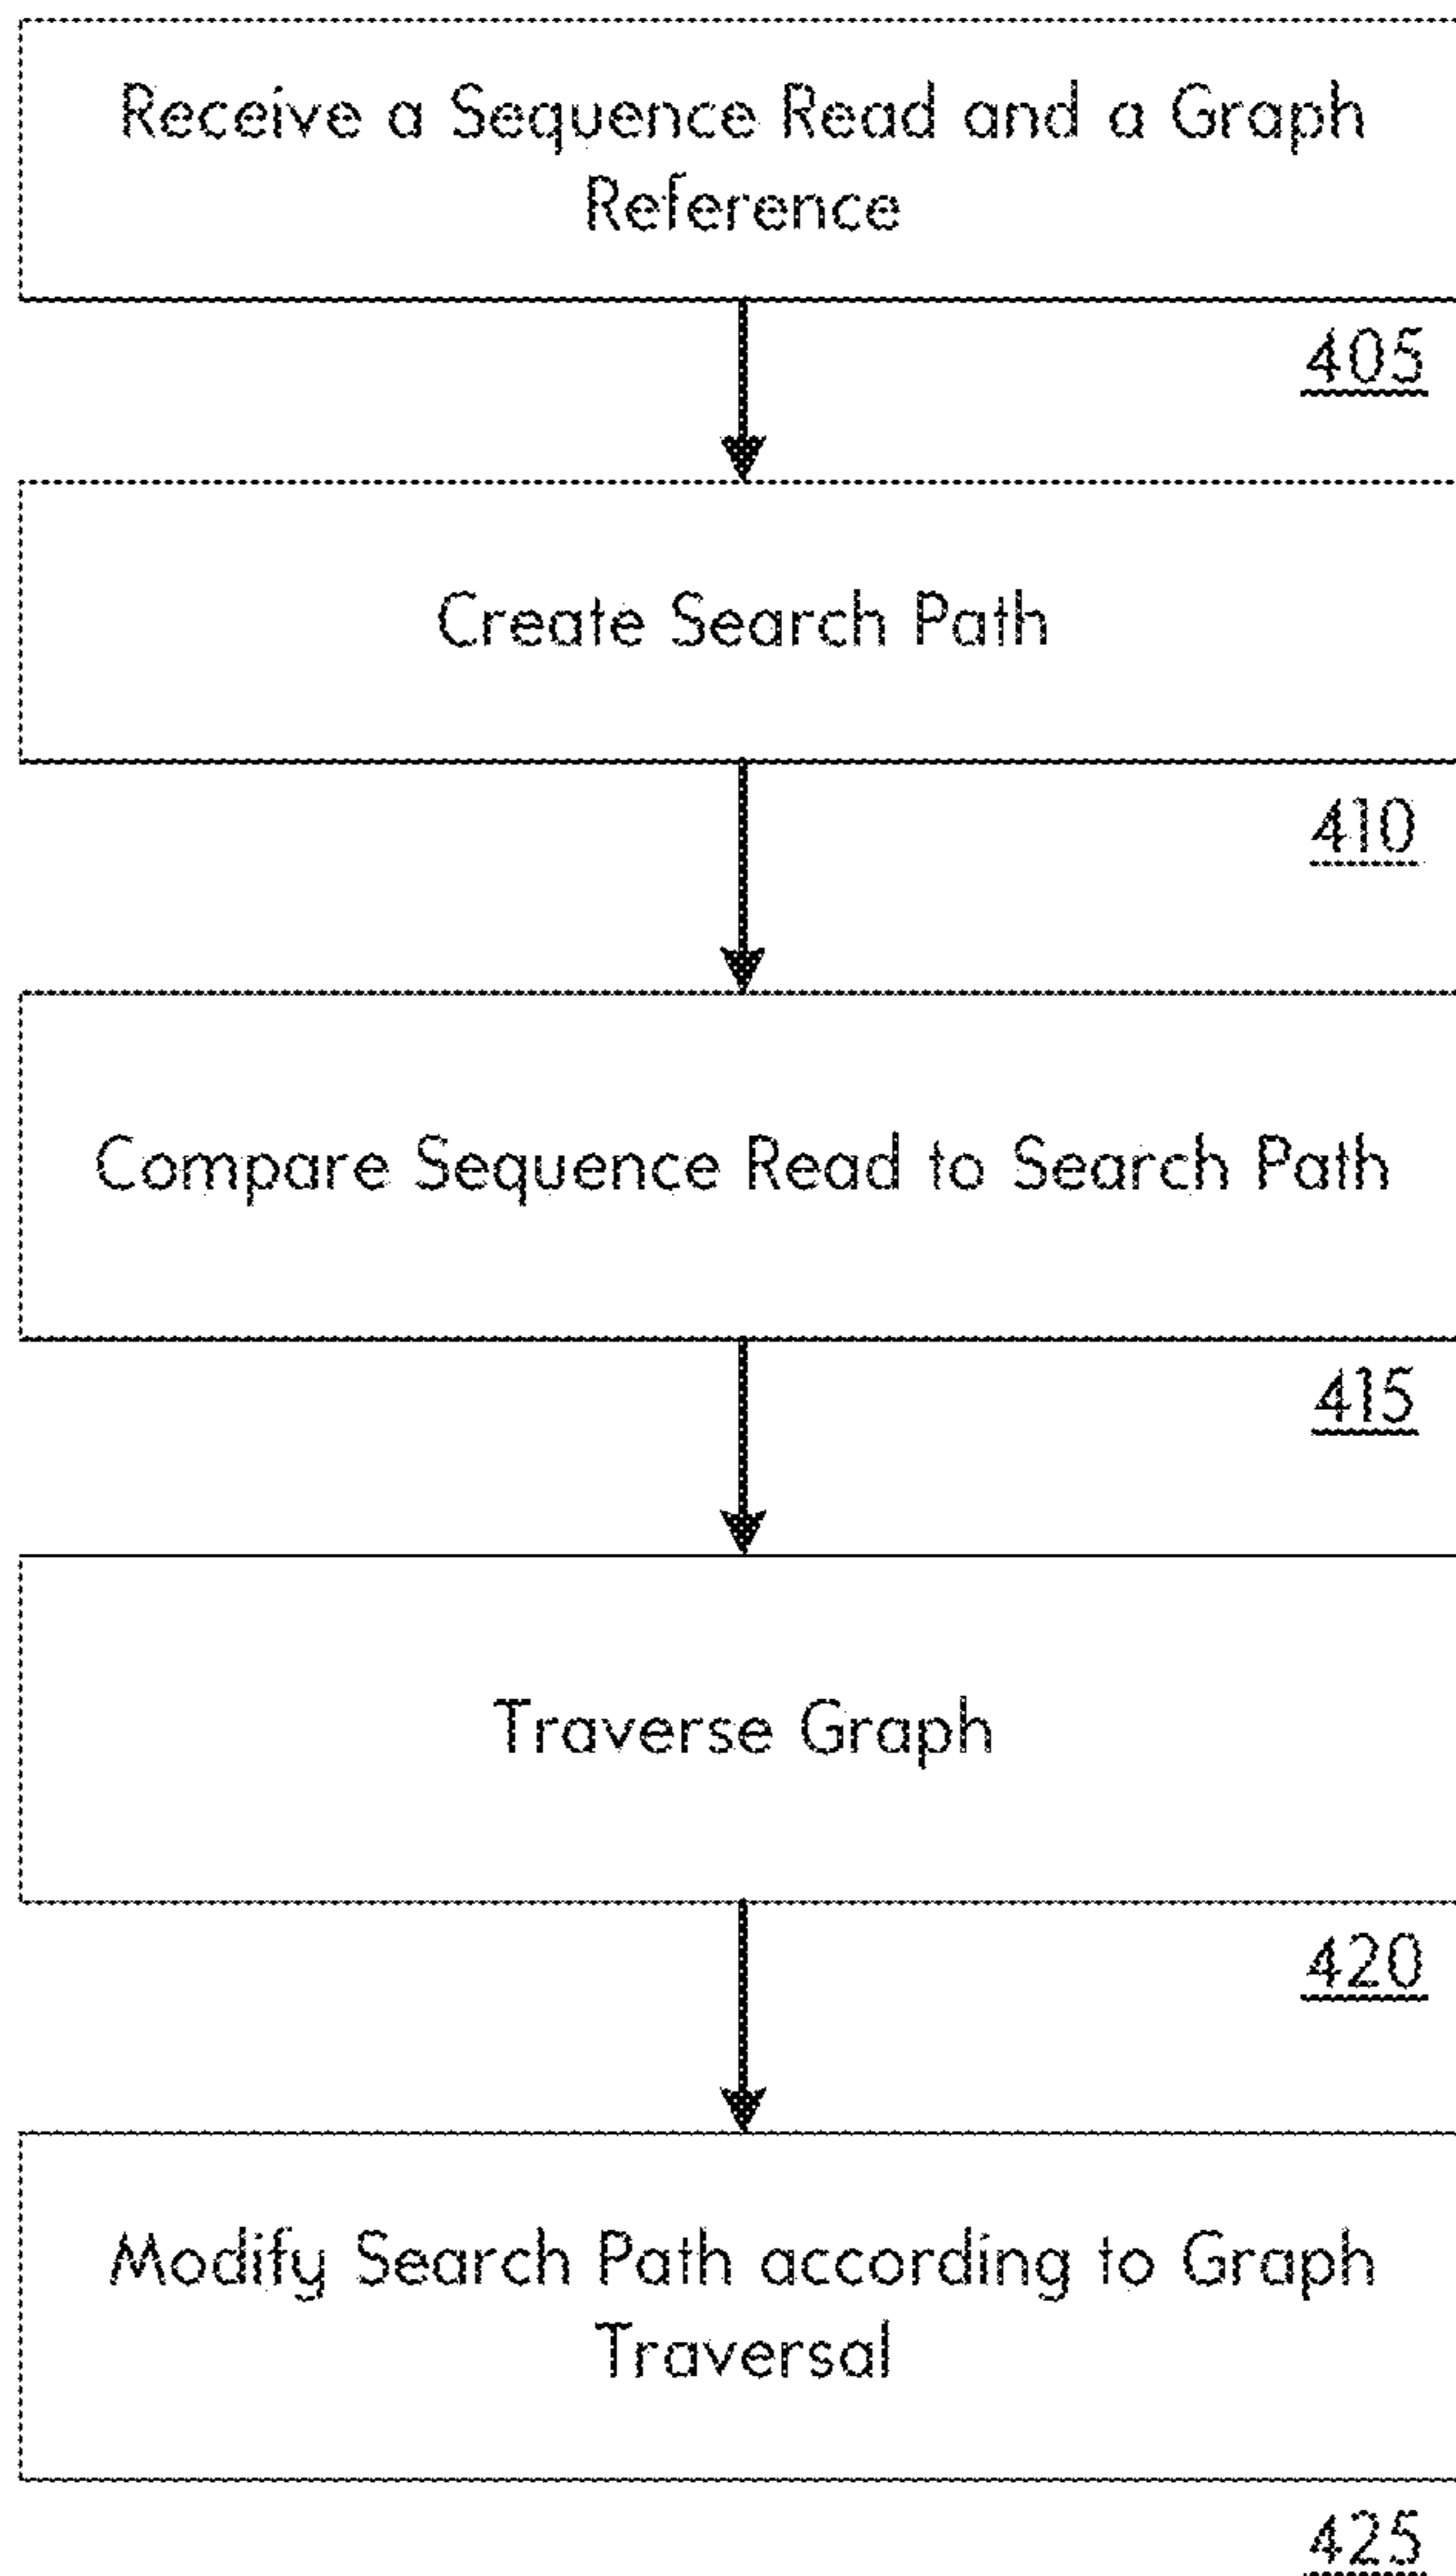 Receive a Sequence Read and a Graph
Reference
405
Create Search Path
410
Compare Sequence Read to Search Path
415
Traverse Graph
420
Modify Search Path according to Graph
Traversal
425